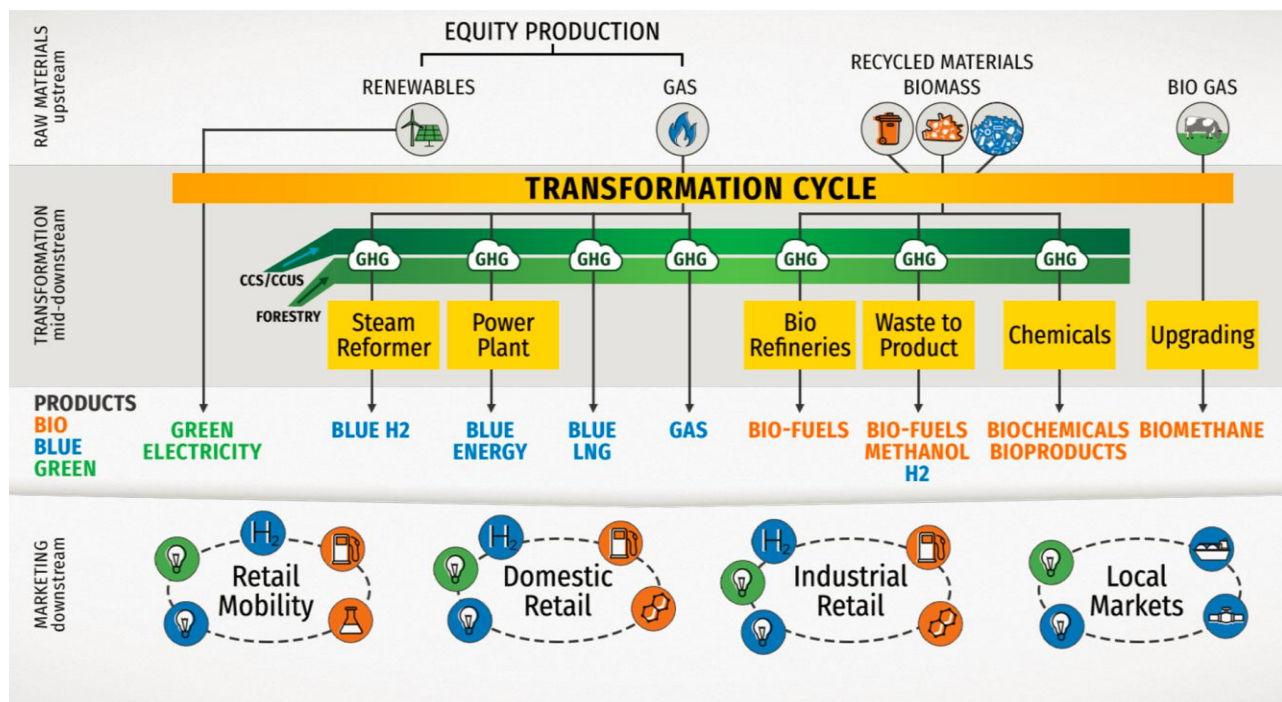 RAW MATERIALS
upstream
EQUITY PRODUCTION
RENEWABLES
GAS
RECYCLED MATERIALS
BIOMASS
BIO GAS
TRANSFORMATION CYCLE
TRANSFORMATION
mid-downstream
CCS/CCUS
FORESTRY
GHG
GHG
GHG
GHG
GHG
GHG
GHG
Steam
Reformer
Power
Plant
Bio
Refineries
Waste to
Product
Chemicals
Upgrading
PRODUCTS
BIO
BLUE
GREEN
GREEN
ELECTRICITY
BLUE H2
BLUE
ENERGY
BLUE
LNG
GAS
BIO-FUELS
BIO-FUELS
METHANOL
H2
BIOCHEMICALS
BIOPRODUCTS
BIOMETHANE
MARKETING
downstream
H2
Retail
Mobility
H2
Domestic
Retail
H2
Industrial
Retail
Local
Markets